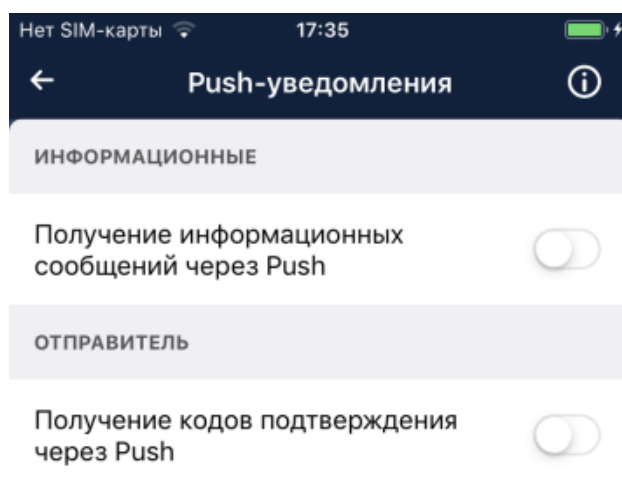 Нет SIM-карты 17:35
Push-уведомления
ИНФОРМАЦИОННЫЕ
Получение информационных
сообщений через Push
ОТПРАВИТЕЛЬ
Получение кодов подтверждения
через Push